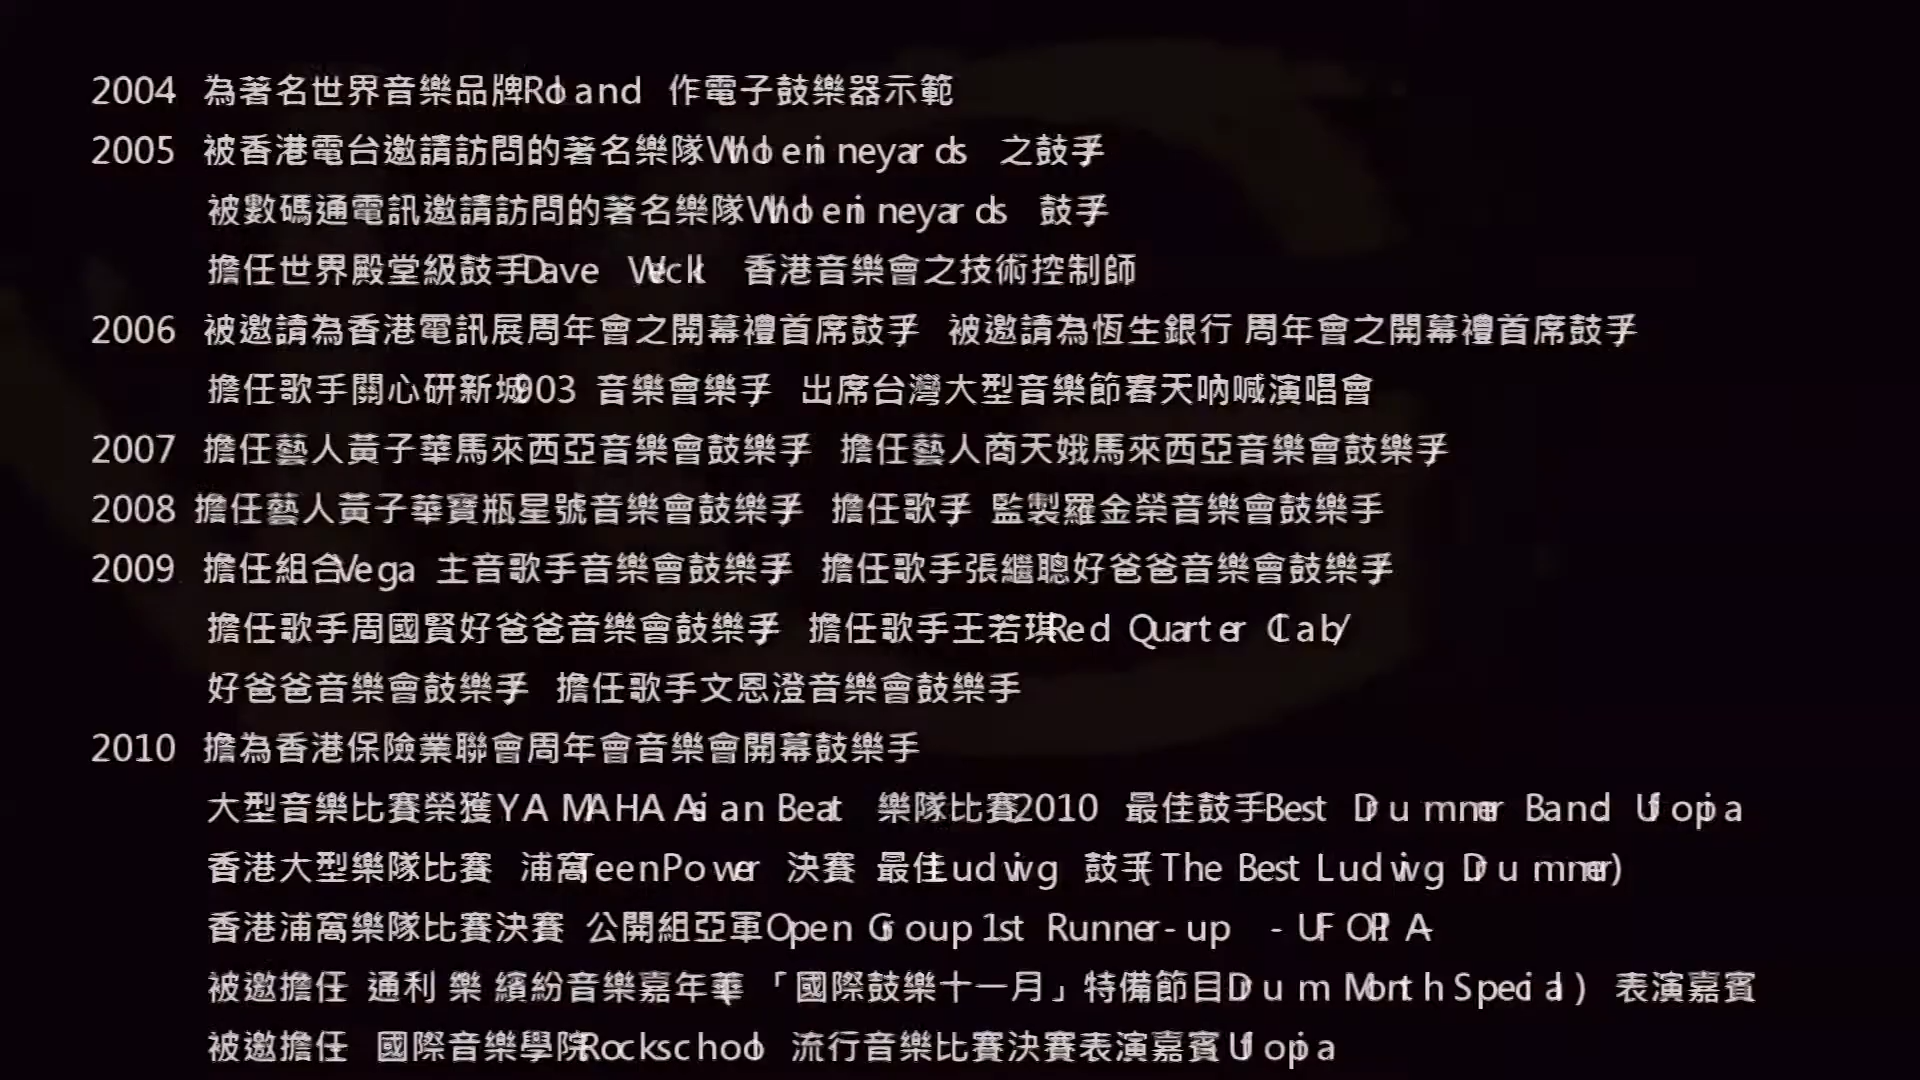 2004 為著名世界音樂品牌Roland 作電子鼓樂器示範
2005 被香港電台邀請訪問的著名樂隊Wholeni neyards 之鼓手/
被數碼通電訊邀請訪問的著名樂隊Wholeni neyards 鼓手/
擔任世界殿堂級鼓手Dave Weckl 香港音樂會之技術控制師
2006 被邀請為香港電訊展周年會之開幕禮首席鼓手/ 被邀請為恆生銀行 周年會之開幕禮首席鼓手/
擔任歌手關心研新城903 音樂會樂手/ 出席台灣大型音樂節春天吶喊演唱會
2007 擔任藝人黃子華馬來西亞音樂會鼓樂手/ 擔任藝人商天娥馬來西亞音樂會鼓樂手/
2008 擔任藝人黃子華寶瓶星號音樂會鼓樂手/ 擔任歌手/ 監製羅金榮音樂會鼓樂手
2009 擔任組合Vega 主音歌手音樂會鼓樂手/ 擔任歌手張繼聰好爸爸音樂會鼓樂手/
擔任歌手周國賢好爸爸音樂會鼓樂手/ 擔任歌手王若琪Red Quarter Clab/
好爸爸音樂會鼓樂手/ 擔任歌手文恩澄音樂會鼓樂手
2010 擔為香港保險業聯會周年會音樂會開幕鼓樂手
大型音樂比賽榮獲YAMAHA Asian Beat 樂隊比賽2010 最佳鼓手Best Drummer Band Ufopia
香港大型樂隊比賽 浦窩TeenPower 決賽 最佳Ludwig 鼓手(The Best Ludwig Drummer)
香港浦窩樂隊比賽決賽 公開組亞軍Open Group 1st Runner-up - UFOPIA-
被邀擔任- 通利 樂 繽紛音樂嘉年華( 「國際鼓樂十一月」特備節目Drum Month Special) 表演嘉賓
被邀擔任- 國際音樂學院Rockschool 流行音樂比賽決賽表演嘉賓Ufopia